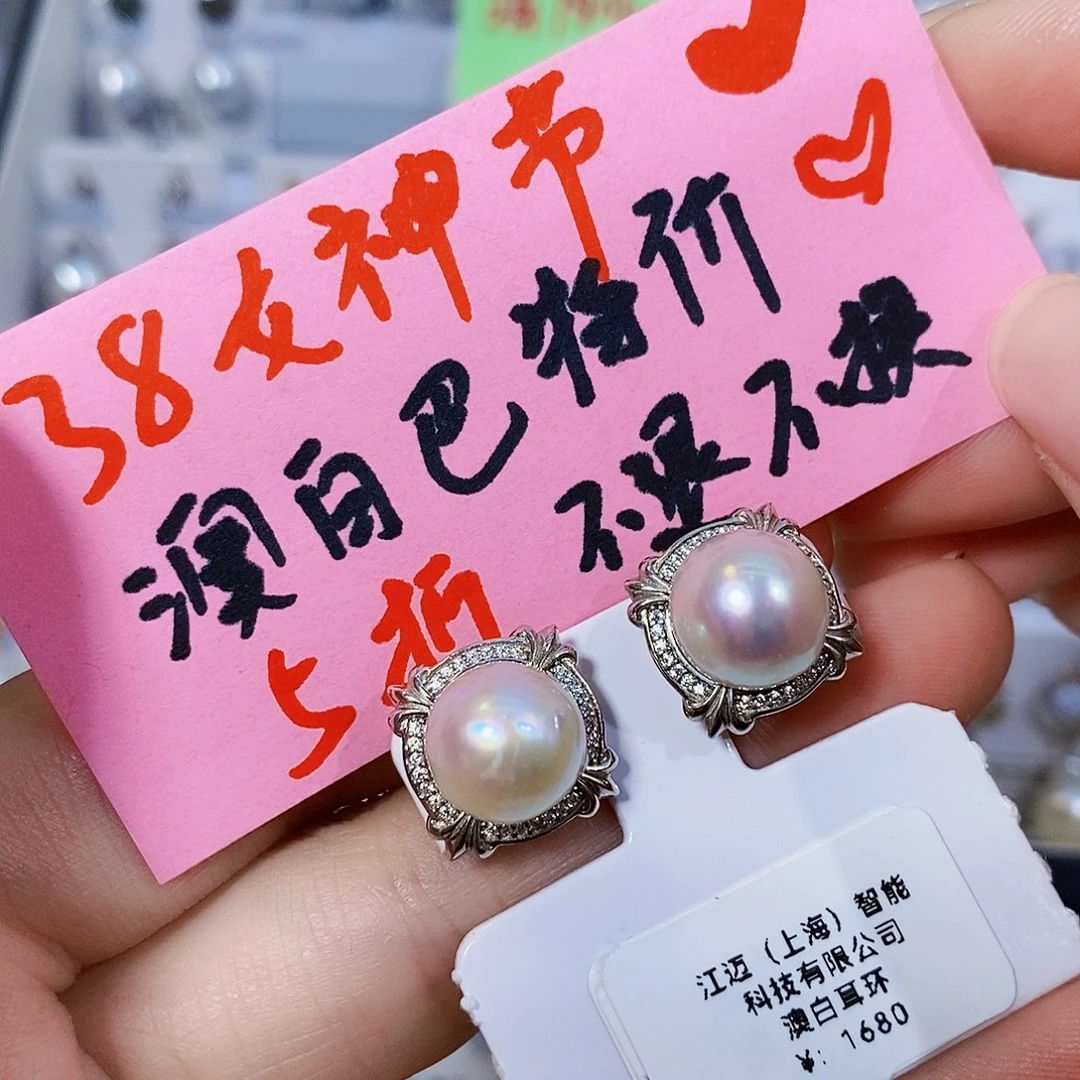 38女神节
澳白巴特价
5折
不退不换
江迈（上海）智能
科技有限公司
澳白耳环
¥: 1680